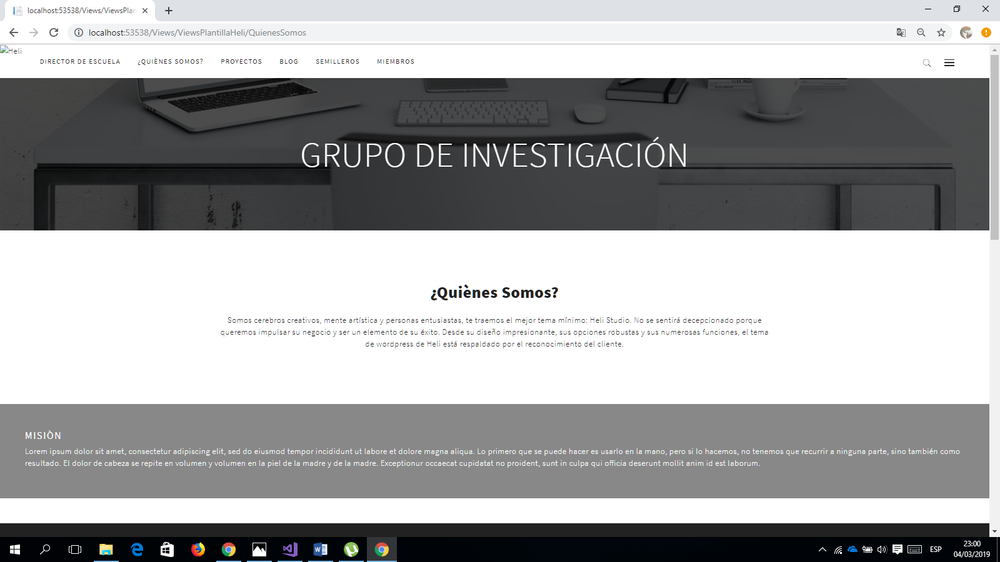 localhost:53538/Views/ViewsPlan
localhost:53538/Views/ViewsPlantillaHeli/QuienesSomos
Heli
DIRECTOR DE ESCUELA ¿QUIÈNES SOMOS? PROYECTOS BLOG SEMILLEROS MIEMBROS
GRUPO DE INVESTIGACIÓN
¿Quiènes Somos?
Somos cerebros creativos, mente artística y personas entusiastas, te traemos el mejor tema mínimo: Heli Studio. No se sentirá decepcionado porque
queremos impulsar su negocio y ser un elemento de su éxito. Desde su diseño impresionante, sus opciones robustas y sus numerosas funciones, el tema
de wordpress de Heli está respaldado por el reconocimiento del cliente.
MISIÒN
Lorem ipsum dolor sit amet, consectetur adipiscing elit, sed do eiusmod tempor incididunt ut labore et dolore magna aliqua. Lo primero que se puede hacer es usarlo en la mano, pero si lo hacemos, no tenemos que recurrir a ninguna parte, sino también como
resultado. El dolor de cabeza se repite en volumen y volumen en la piel de la madre y de la madre. Exceptionur occaecat cupidatat no proident, sunt in culpa qui officia deserunt mollit anim id est laborum.
ESP
23:00
04/03/2019